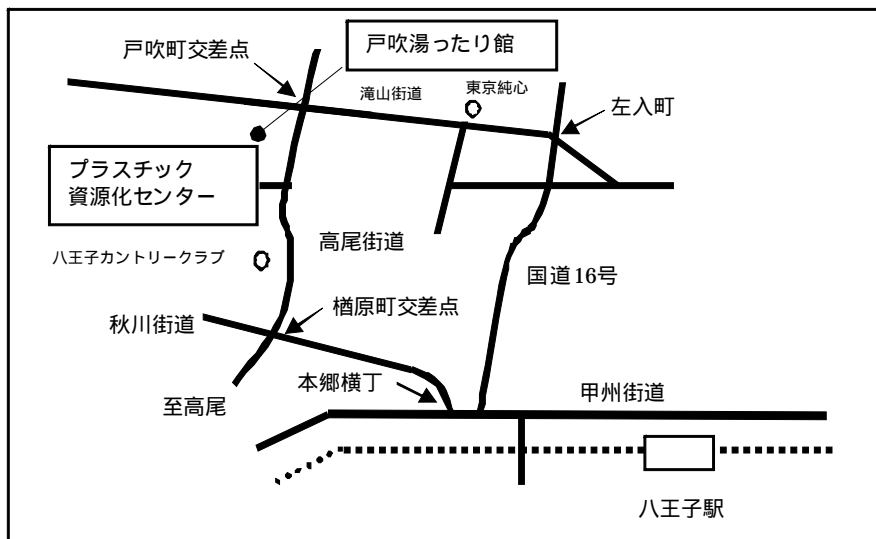 戸吹町交差点
戸吹湯ったり館
滝山街道
東京純心
左入町
プラスチック
資源化センター
高尾街道
八王子カントリークラブ
国道16号
秋川街道
楢原町交差点
本郷横丁
至高尾
甲州街道
八王子駅